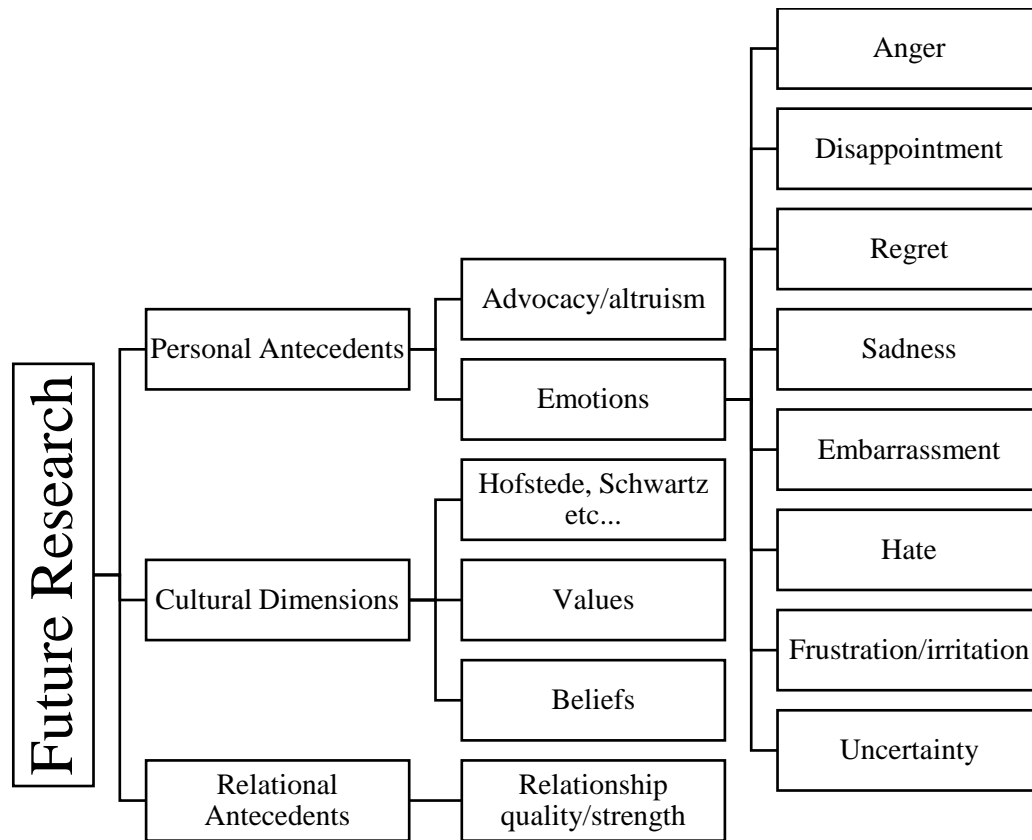 Future Research
Personal Antecedents
Cultural Dimensions
Relational
Antecedents
Advocacy/altruism
Emotions
Hofstede, Schwartz
etc...
Values
Beliefs
Relationship
quality/strength
Anger
Disappointment
Regret
Sadness
Embarrassment
Hate
Frustration/irritation
Uncertainty